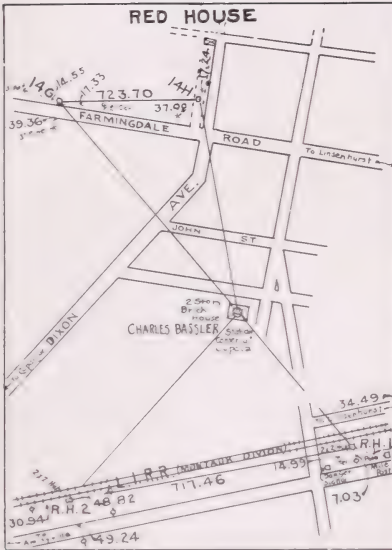 RED HOUSE
14G
14.55
17.33
723.70
14H
17.24
37.09
39.36
FARMINGDALE
ROAD
To Lindenhurst
AVE.
JOHN ST
DIXON
2 Story
Brick
House
CHARLES BASSLER
34.49
L I R R (MONTAUK DIVISION)
R.H.1
717.46
14.99
7.03
R.H.2
48.82
30.94
49.24